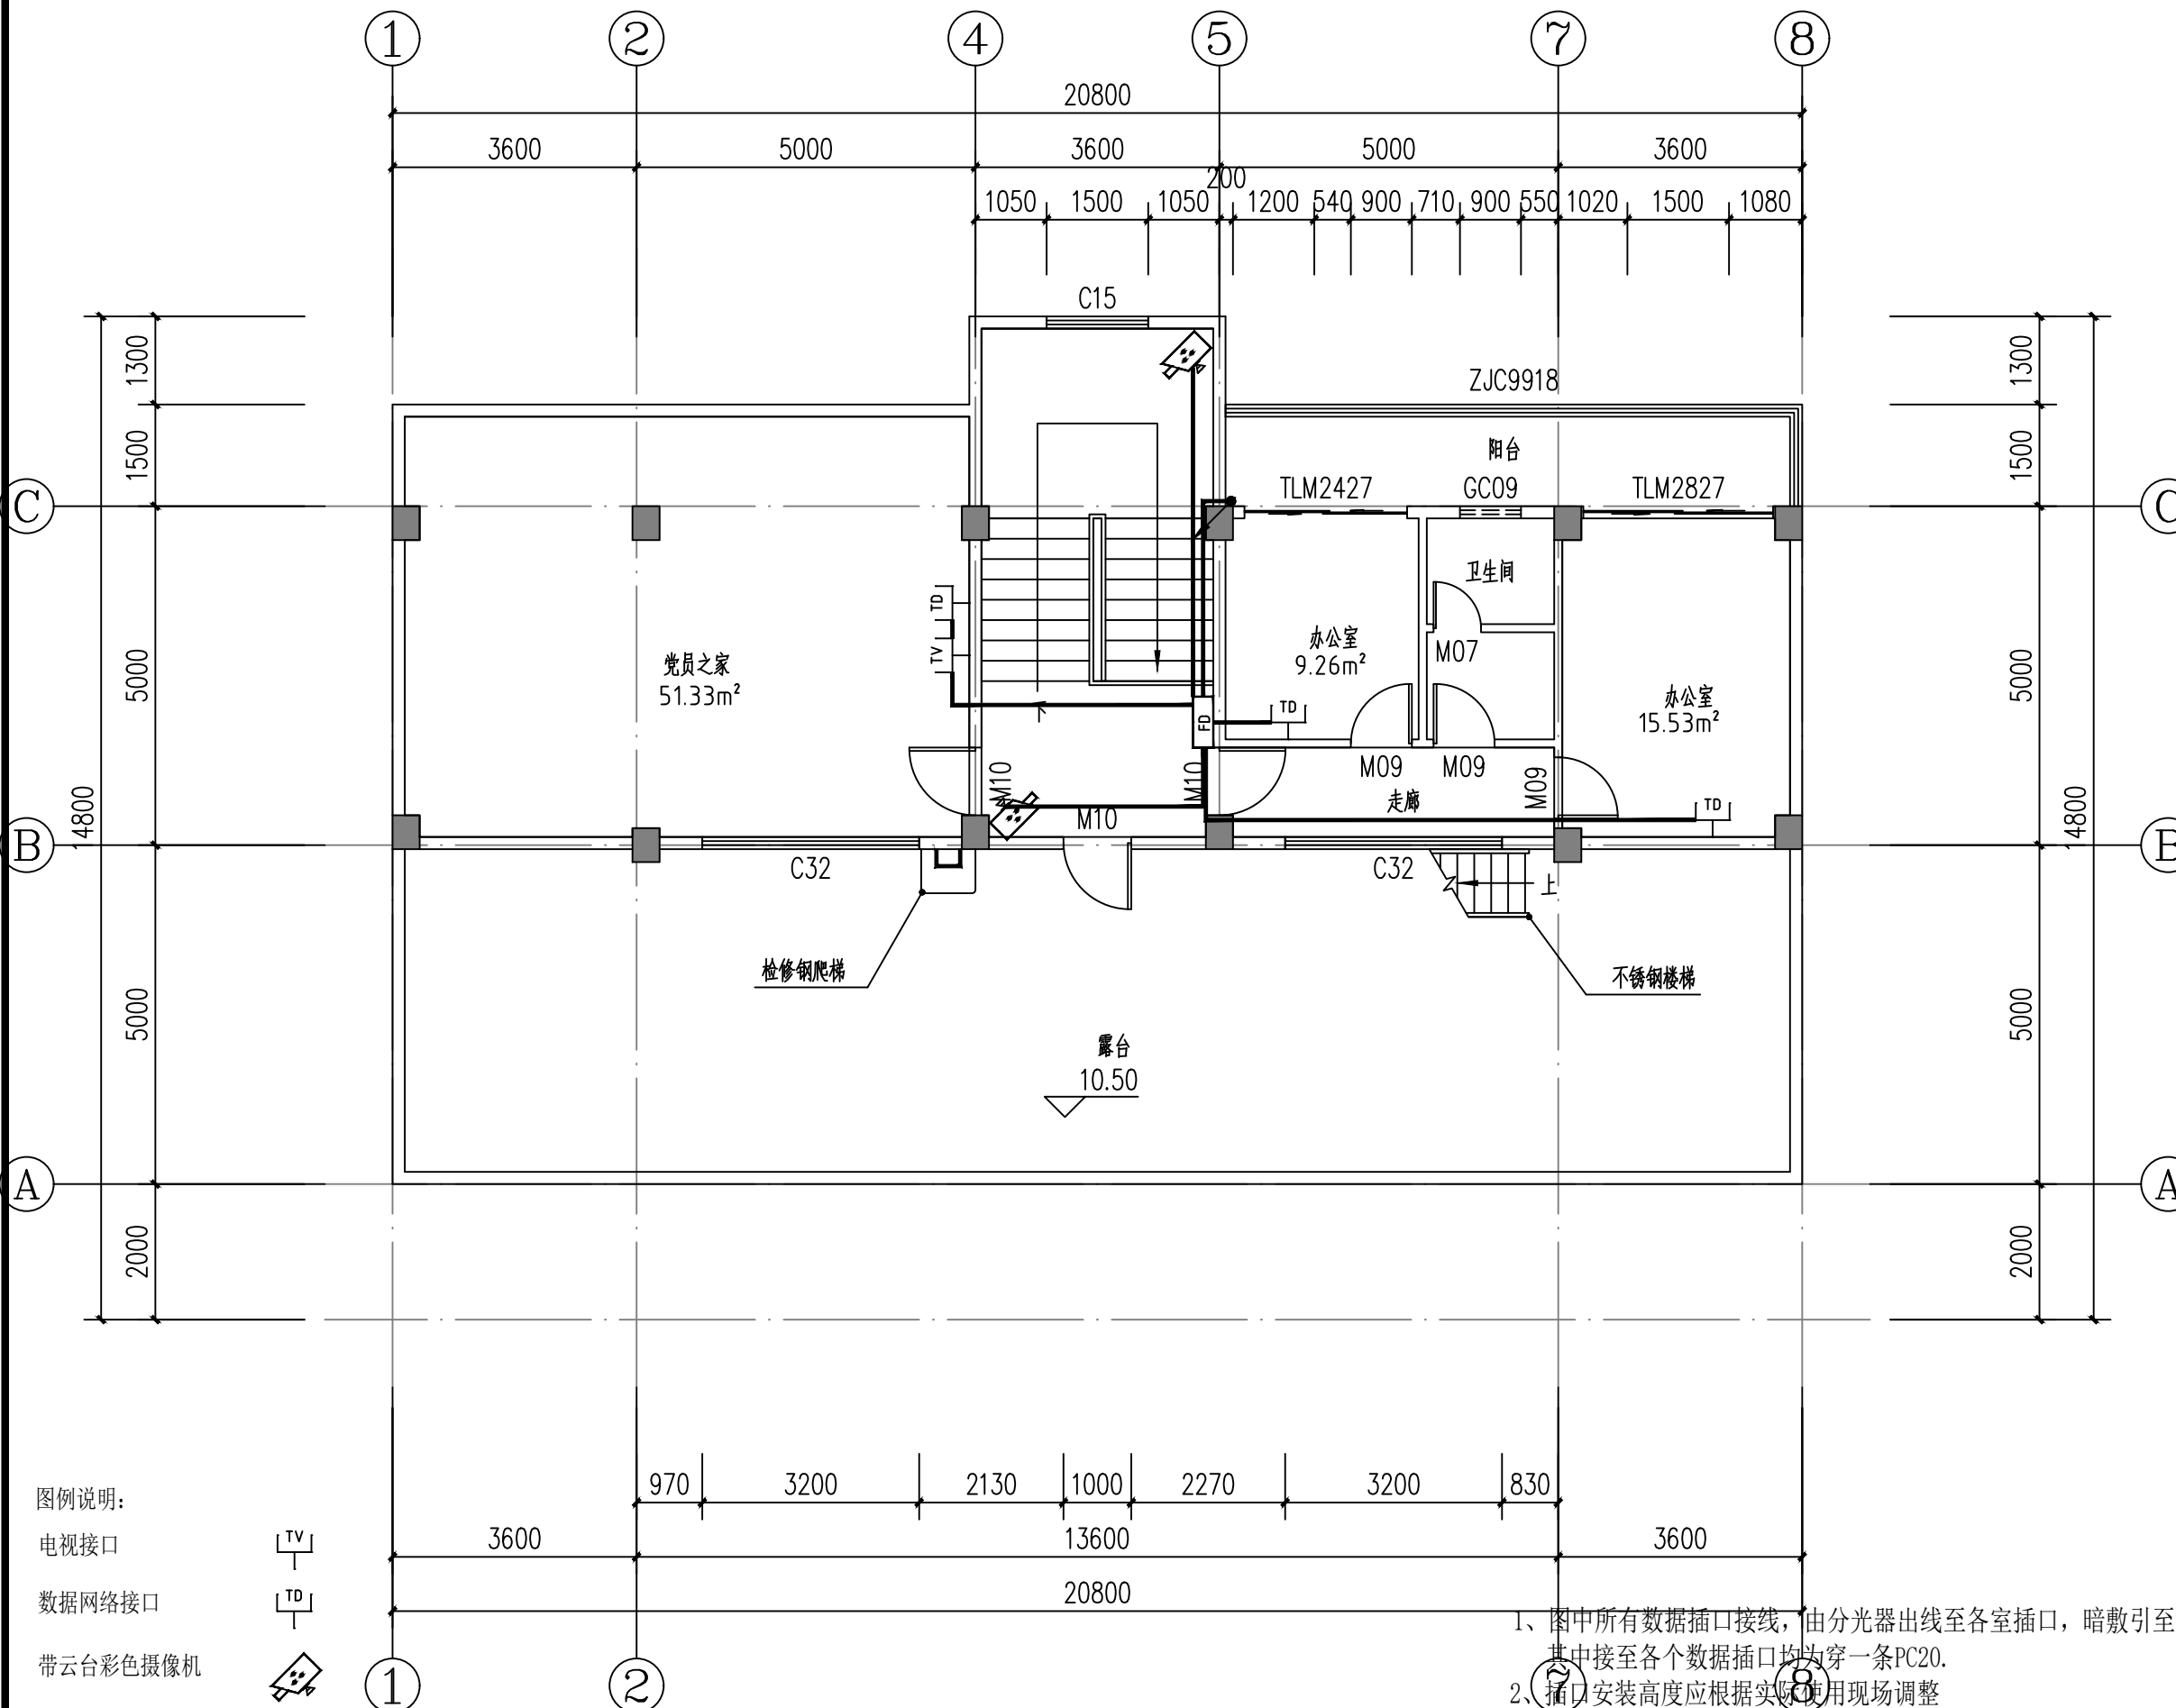 1 2 4 5 7 8
20800
3600 5000 3600 5000 3600
200
1050 1500 1050 1200 540 900 710 900 550 1020 1500 1080
C15
1300 1300
ZJC9918
1500 阳台 1500
TLM2427 GC09 TLM2827
C C
卫生间
TD
TV
办公室
9.26m²
M07
党员之家
51.33m²
5000 5000
办公室
15.53m²
FD
TD
M10 M10 M09 M09 M09
走廊
TD
14800 14800
M10
B B
C32 C32
上
下
检修钢爬梯
不锈钢楼梯
5000 5000
露台
10.50
A A
2000 2000
970 3200 2130 1000 2270 3200 830
3600 13600 3600
20800
1 2 7 8
图例说明:
电视接口 TV
数据网络接口 TD
带云台彩色摄像机
1、图中所有数据插口接线，由分光器出线至各室插口，暗敷引至
其中接至各个数据插口均为穿一条PC20.
2、插口安装高度应根据实际使用现场调整